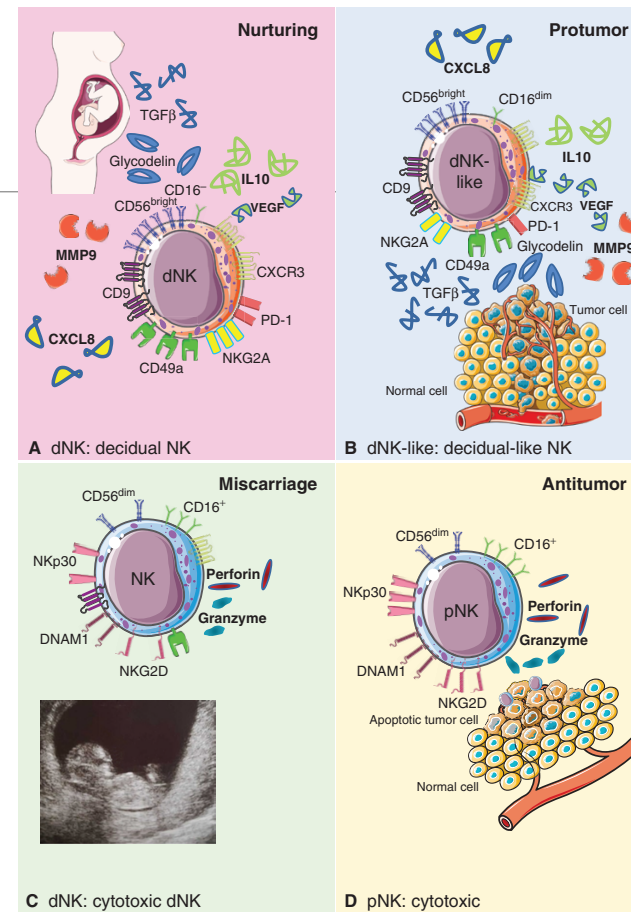 Nurturing
TGFβ
Glycodelin
IL10
CD16–
CD56bright
VEGF
MMP9
dNK
CXCR3
CD9
PD-1
CXCL8
NKG2A
CD49a
A dNK: decidual NK
Protumor
CXCL8
CD56bright
CD16dim
dNK-
like
IL10
CD9
CXCR3
VEGF
PD-1
NKG2A
Glycodelin
MMP9
CD49a
TGFβ
Tumor cell
Normal cell
B dNK-like: decidual-like NK
Miscarriage
CD56dim
CD16+
NKp30
NK
Perforin
Granzyme
DNAM1
NKG2D
C dNK: cytotoxic dNK
Antitumor
CD56dim
CD16+
NKp30
Perforin
pNK
Granzyme
DNAM1
NKG2D
Apoptotic tumor cell
Normal cell
D pNK: cytotoxic